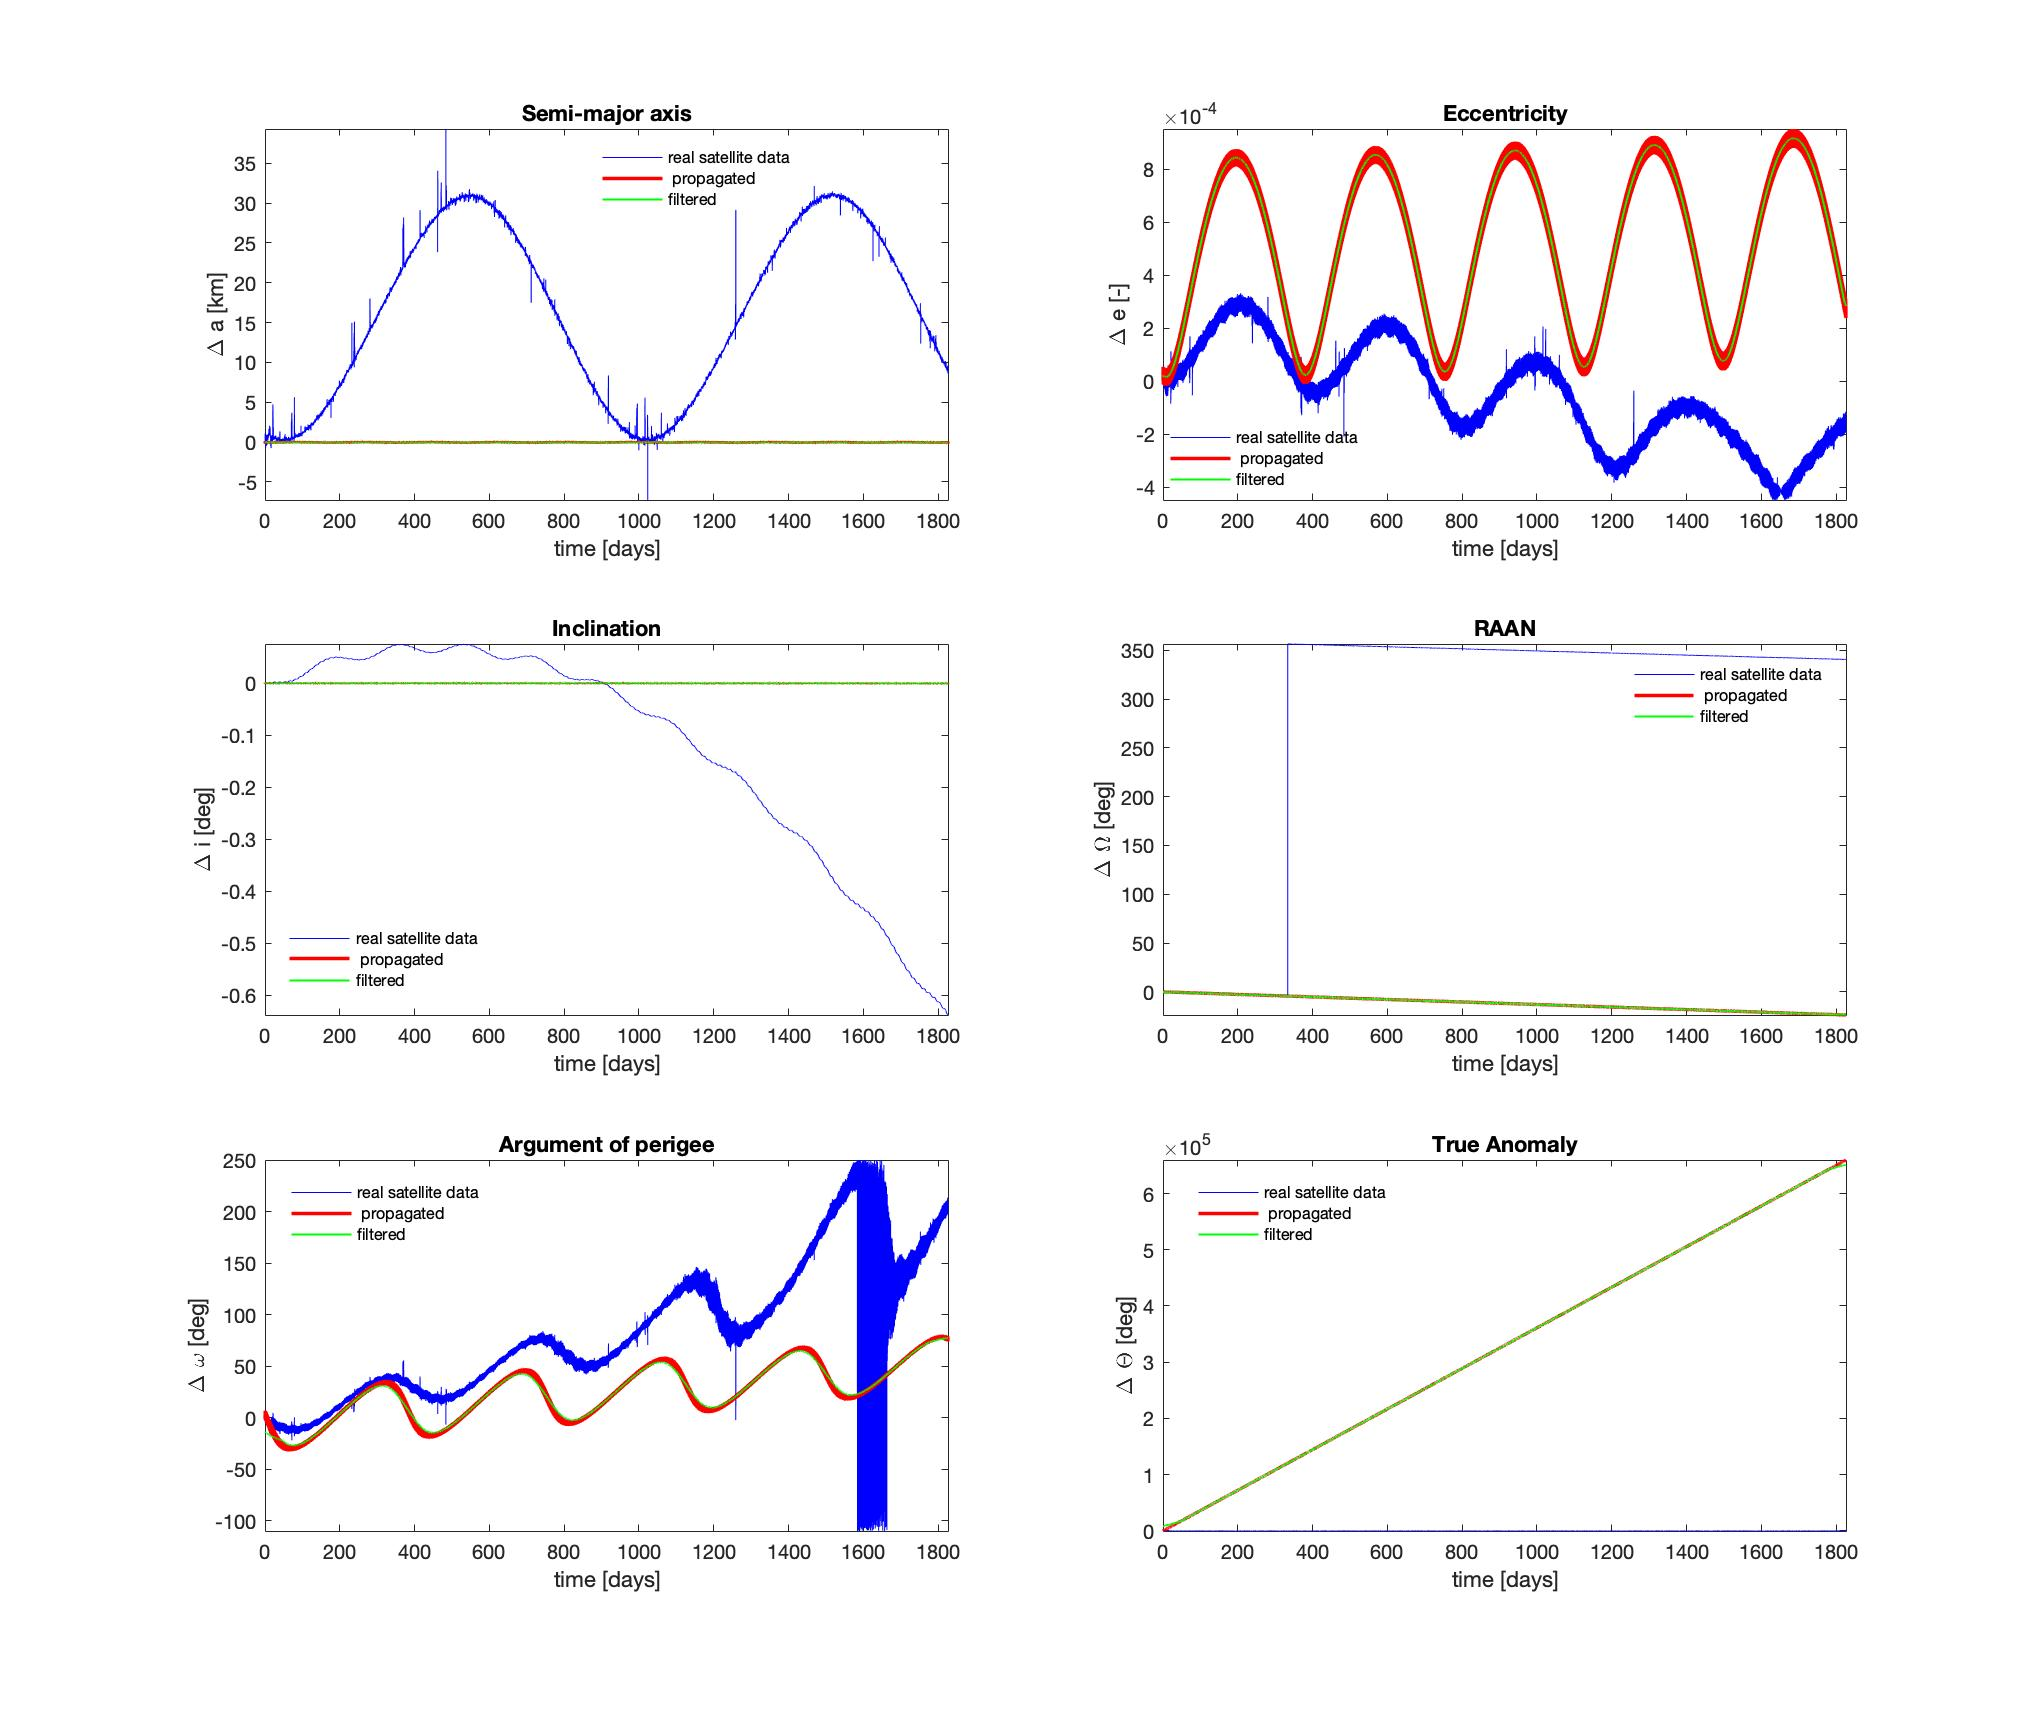 Semi-major axis
real satellite data
propagated
filtered
Δ a [km]
35
30
25
20
15
10
5
0
-5
0 200 400 600 800 1000 1200 1400 1600 1800
time [days]
×10-4
Eccentricity
Δ e [-]
8
6
4
2
0
-2
-4
real satellite data
propagated
filtered
0 200 400 600 800 1000 1200 1400 1600 1800
time [days]
Inclination
Δ i [deg]
0
-0.1
-0.2
-0.3
-0.4
-0.5
-0.6
real satellite data
propagated
filtered
0 200 400 600 800 1000 1200 1400 1600 1800
time [days]
RAAN
real satellite data
propagated
filtered
Δ Ω [deg]
350
300
250
200
150
100
50
0
0 200 400 600 800 1000 1200 1400 1600 1800
time [days]
Argument of perigee
real satellite data
propagated
filtered
Δ ω [deg]
250
200
150
100
50
0
-50
-100
0 200 400 600 800 1000 1200 1400 1600 1800
time [days]
×105
True Anomaly
real satellite data
propagated
filtered
Δ Θ [deg]
6
5
4
3
2
1
0
0 200 400 600 800 1000 1200 1400 1600 1800
time [days]